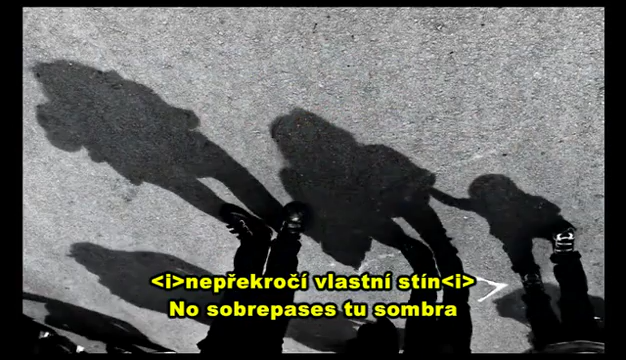 <i>nepřekročí vlastní stín<i>
No sobrepases tu sombra